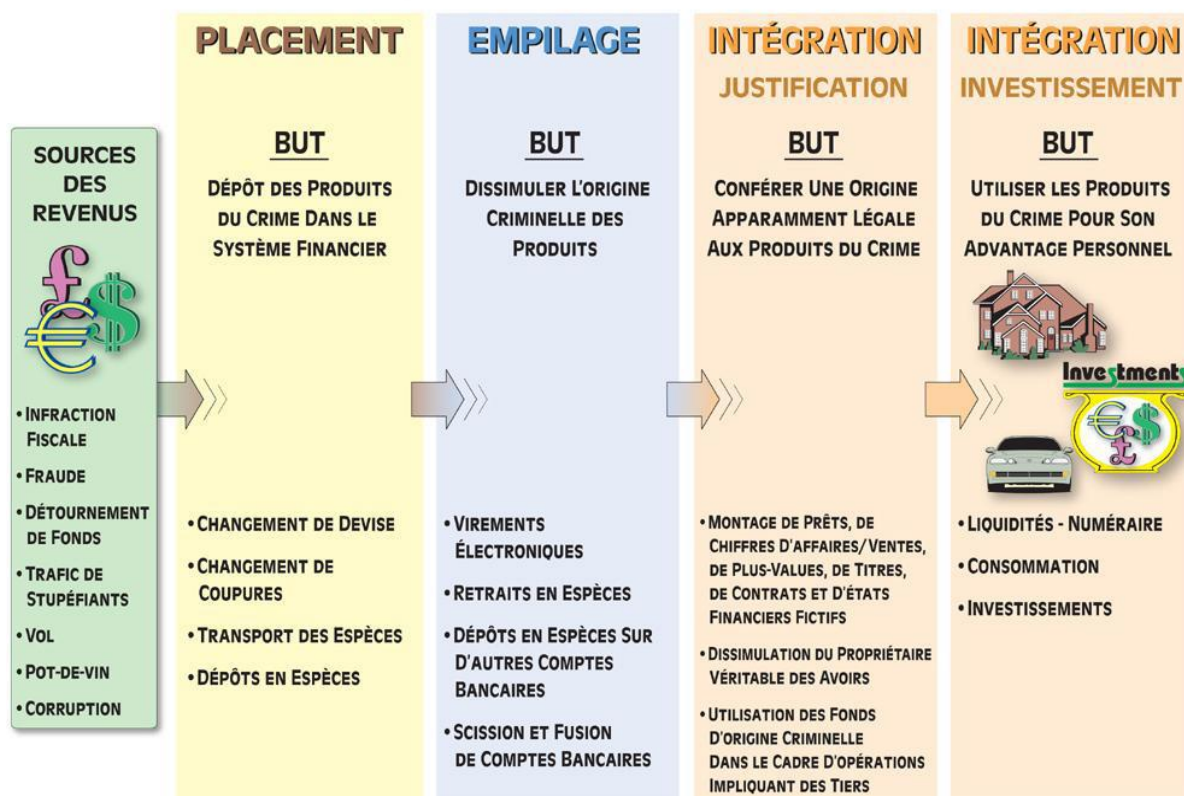 SOURCES
DES
REVENUS
£
$
€
• INFRACTION
FISCALE
• FRAUDE
• DÉTOURNEMENT
DE FONDS
• TRAFIC DE
STUPÉFIANTS
• VOL
• POT-DE-VIN
• CORRUPTION
PLACEMENT
BUT
DÉPÔT DES PRODUITS
DU CRIME DANS LE
SYSTÈME FINANCIER
• CHANGEMENT DE DEVISE
• CHANGEMENT DE
COUPURES
• TRANSPORT DES ESPÈCES
• DÉPÔTS EN ESPÈCES
EMPILAGE
BUT
DISSIMULER L'ORIGINE
CRIMINELLE DES
PRODUITS
• VIREMENTS
ÉLECTRONIQUES
• RETRAITS EN ESPÈCES
• DÉPÔTS EN ESPÈCES SUR
D'AUTRES COMPTES
BANCAIRES
• SCISSION ET FUSION
DE COMPTES BANCAIRES
INTÉGRATION
JUSTIFICATION
BUT
CONFÉRER UNE ORIGINE
APPARAMMENT LÉGALE
AUX PRODUITS DU CRIME
• MONTAGE DE PRÊTS, DE
CHIFFRES D'AFFAIRES/VENTES,
DE PLUS-VALUES, DE TITRES,
DE CONTRATS ET D'ÉTATS
FINANCIERS FICTIFS
• DISSIMULATION DU PROPRIÉTAIRE
VÉRITABLE DES AVOIRS
• UTILISATION DES FONDS
D'ORIGINE CRIMINELLE
DANS LE CADRE D'OPÉRATIONS
IMPLIQUANT DES TIERS
INTÉGRATION
INVESTISSEMENT
BUT
UTILISER LES PRODUITS
DU CRIME POUR SON
ADVANTAGE PERSONNEL
Investments
€ $
£
• LIQUIDITÉS - NUMÉRAIRE
• CONSOMMATION
• INVESTISSEMENTS